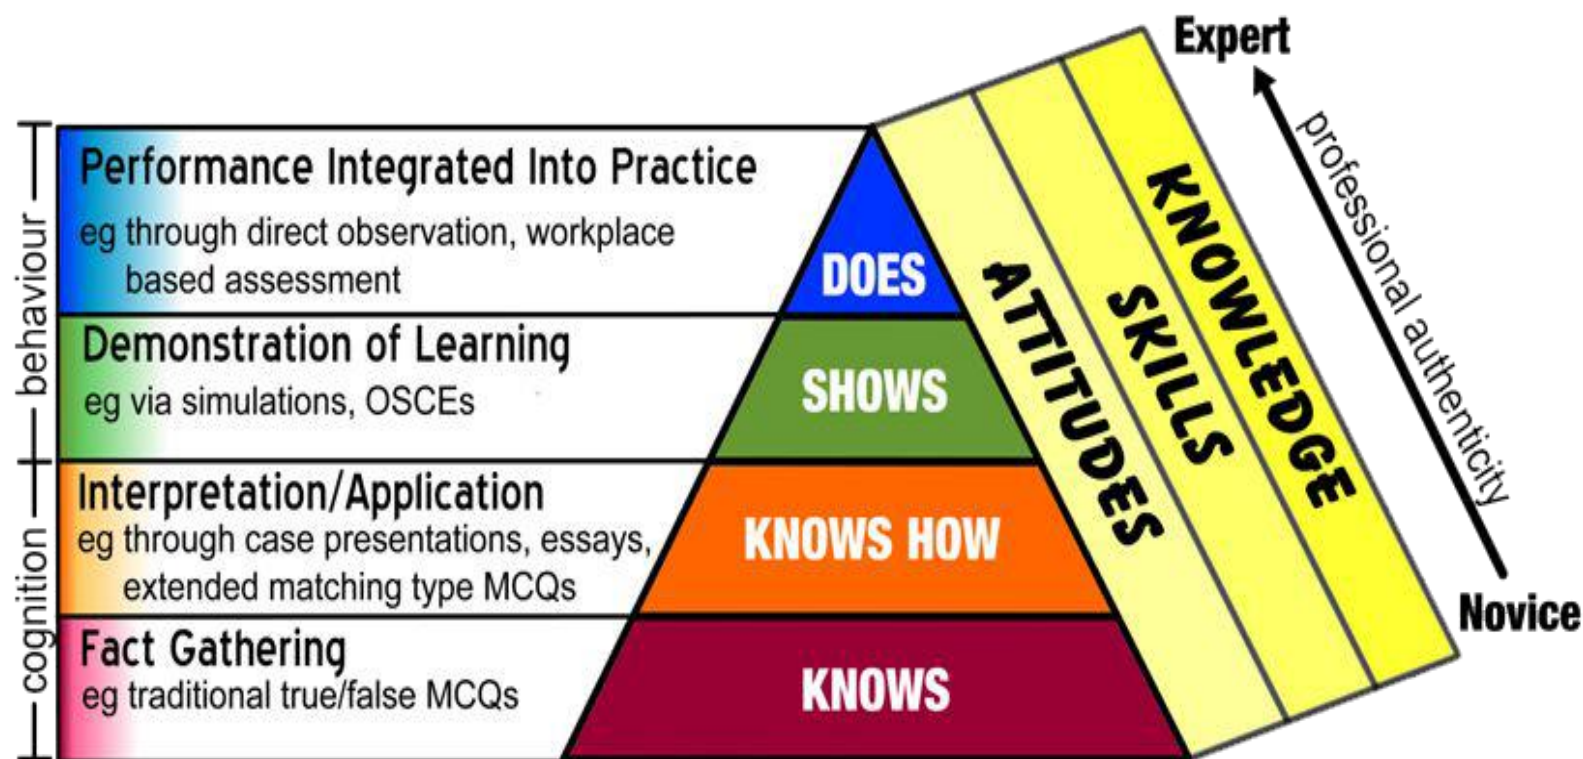 Expert
professional authenticity
Novice
behaviour
cognition
Performance Integrated Into Practice
eg through direct observation, workplace
based assessment
DOES
Demonstration of Learning
eg via simulations, OSCEs
SHOWS
Interpretation/Application
eg through case presentations, essays,
extended matching type MCQs
KNOWS HOW
Fact Gathering
eg traditional true/false MCQs
KNOWS
ATTITUDES
SKILLS
KNOWLEDGE